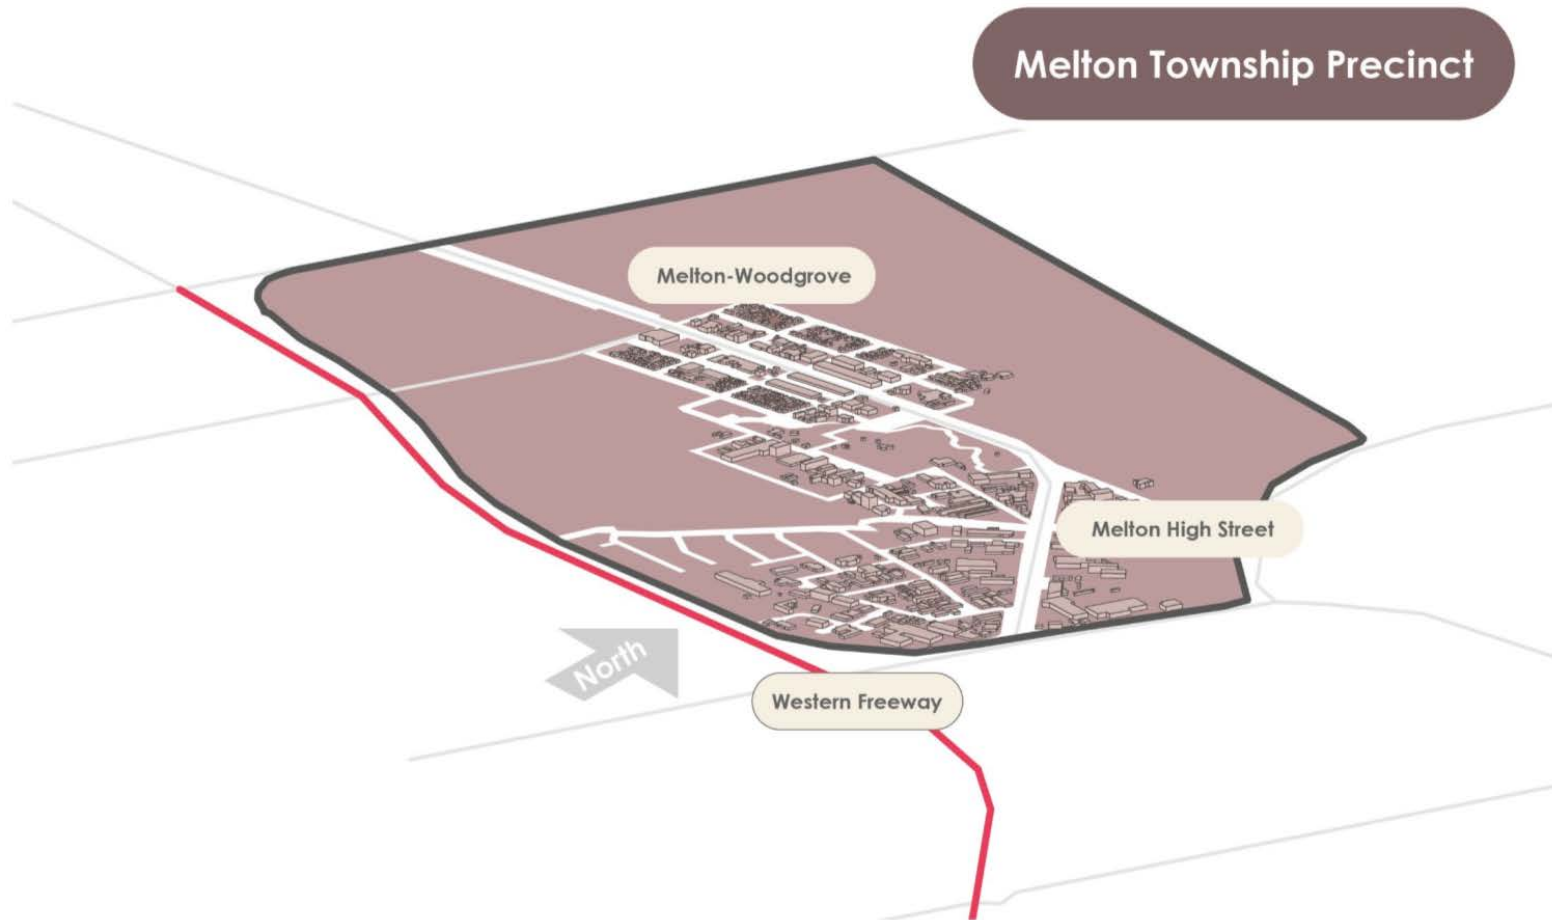 Melton Township Precinct
Melton-Woodgrove
Melton High Street
North
Western Freeway